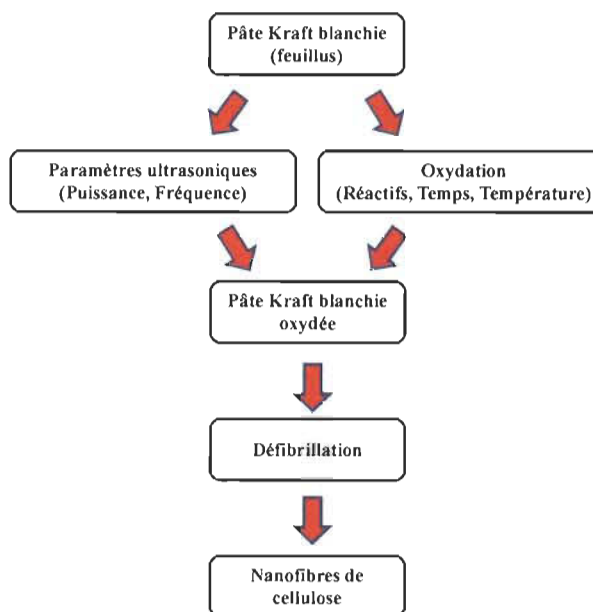 Pâte Kraft blanchie
(feuillus)
Paramètres ultrasoniques
(Puissance, Fréquence)
Oxydation
(Réactifs, Temps, Température)
Pâte Kraft blanchie
oxydée
Défibrillation
Nanofibres de
cellulose